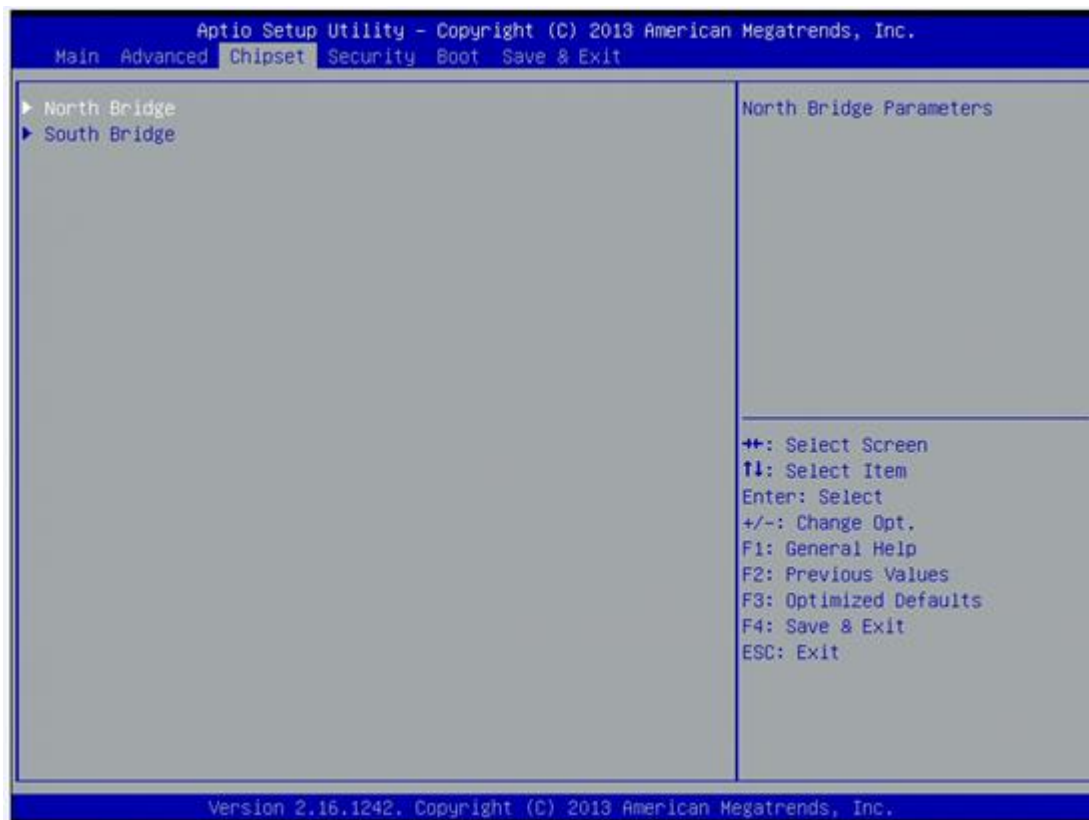 Aptio Setup Utility – Copyright (C) 2013 American Megatrends, Inc.
Main Advanced Chipset Security Boot Save & Exit
▶ North Bridge
▶ South Bridge
North Bridge Parameters
→←: Select Screen
↑↓: Select Item
Enter: Select
+/-: Change Opt.
F1: General Help
F2: Previous Values
F3: Optimized Defaults
F4: Save & Exit
ESC: Exit
Version 2.16.1242. Copyright (C) 2013 American Megatrends, Inc.